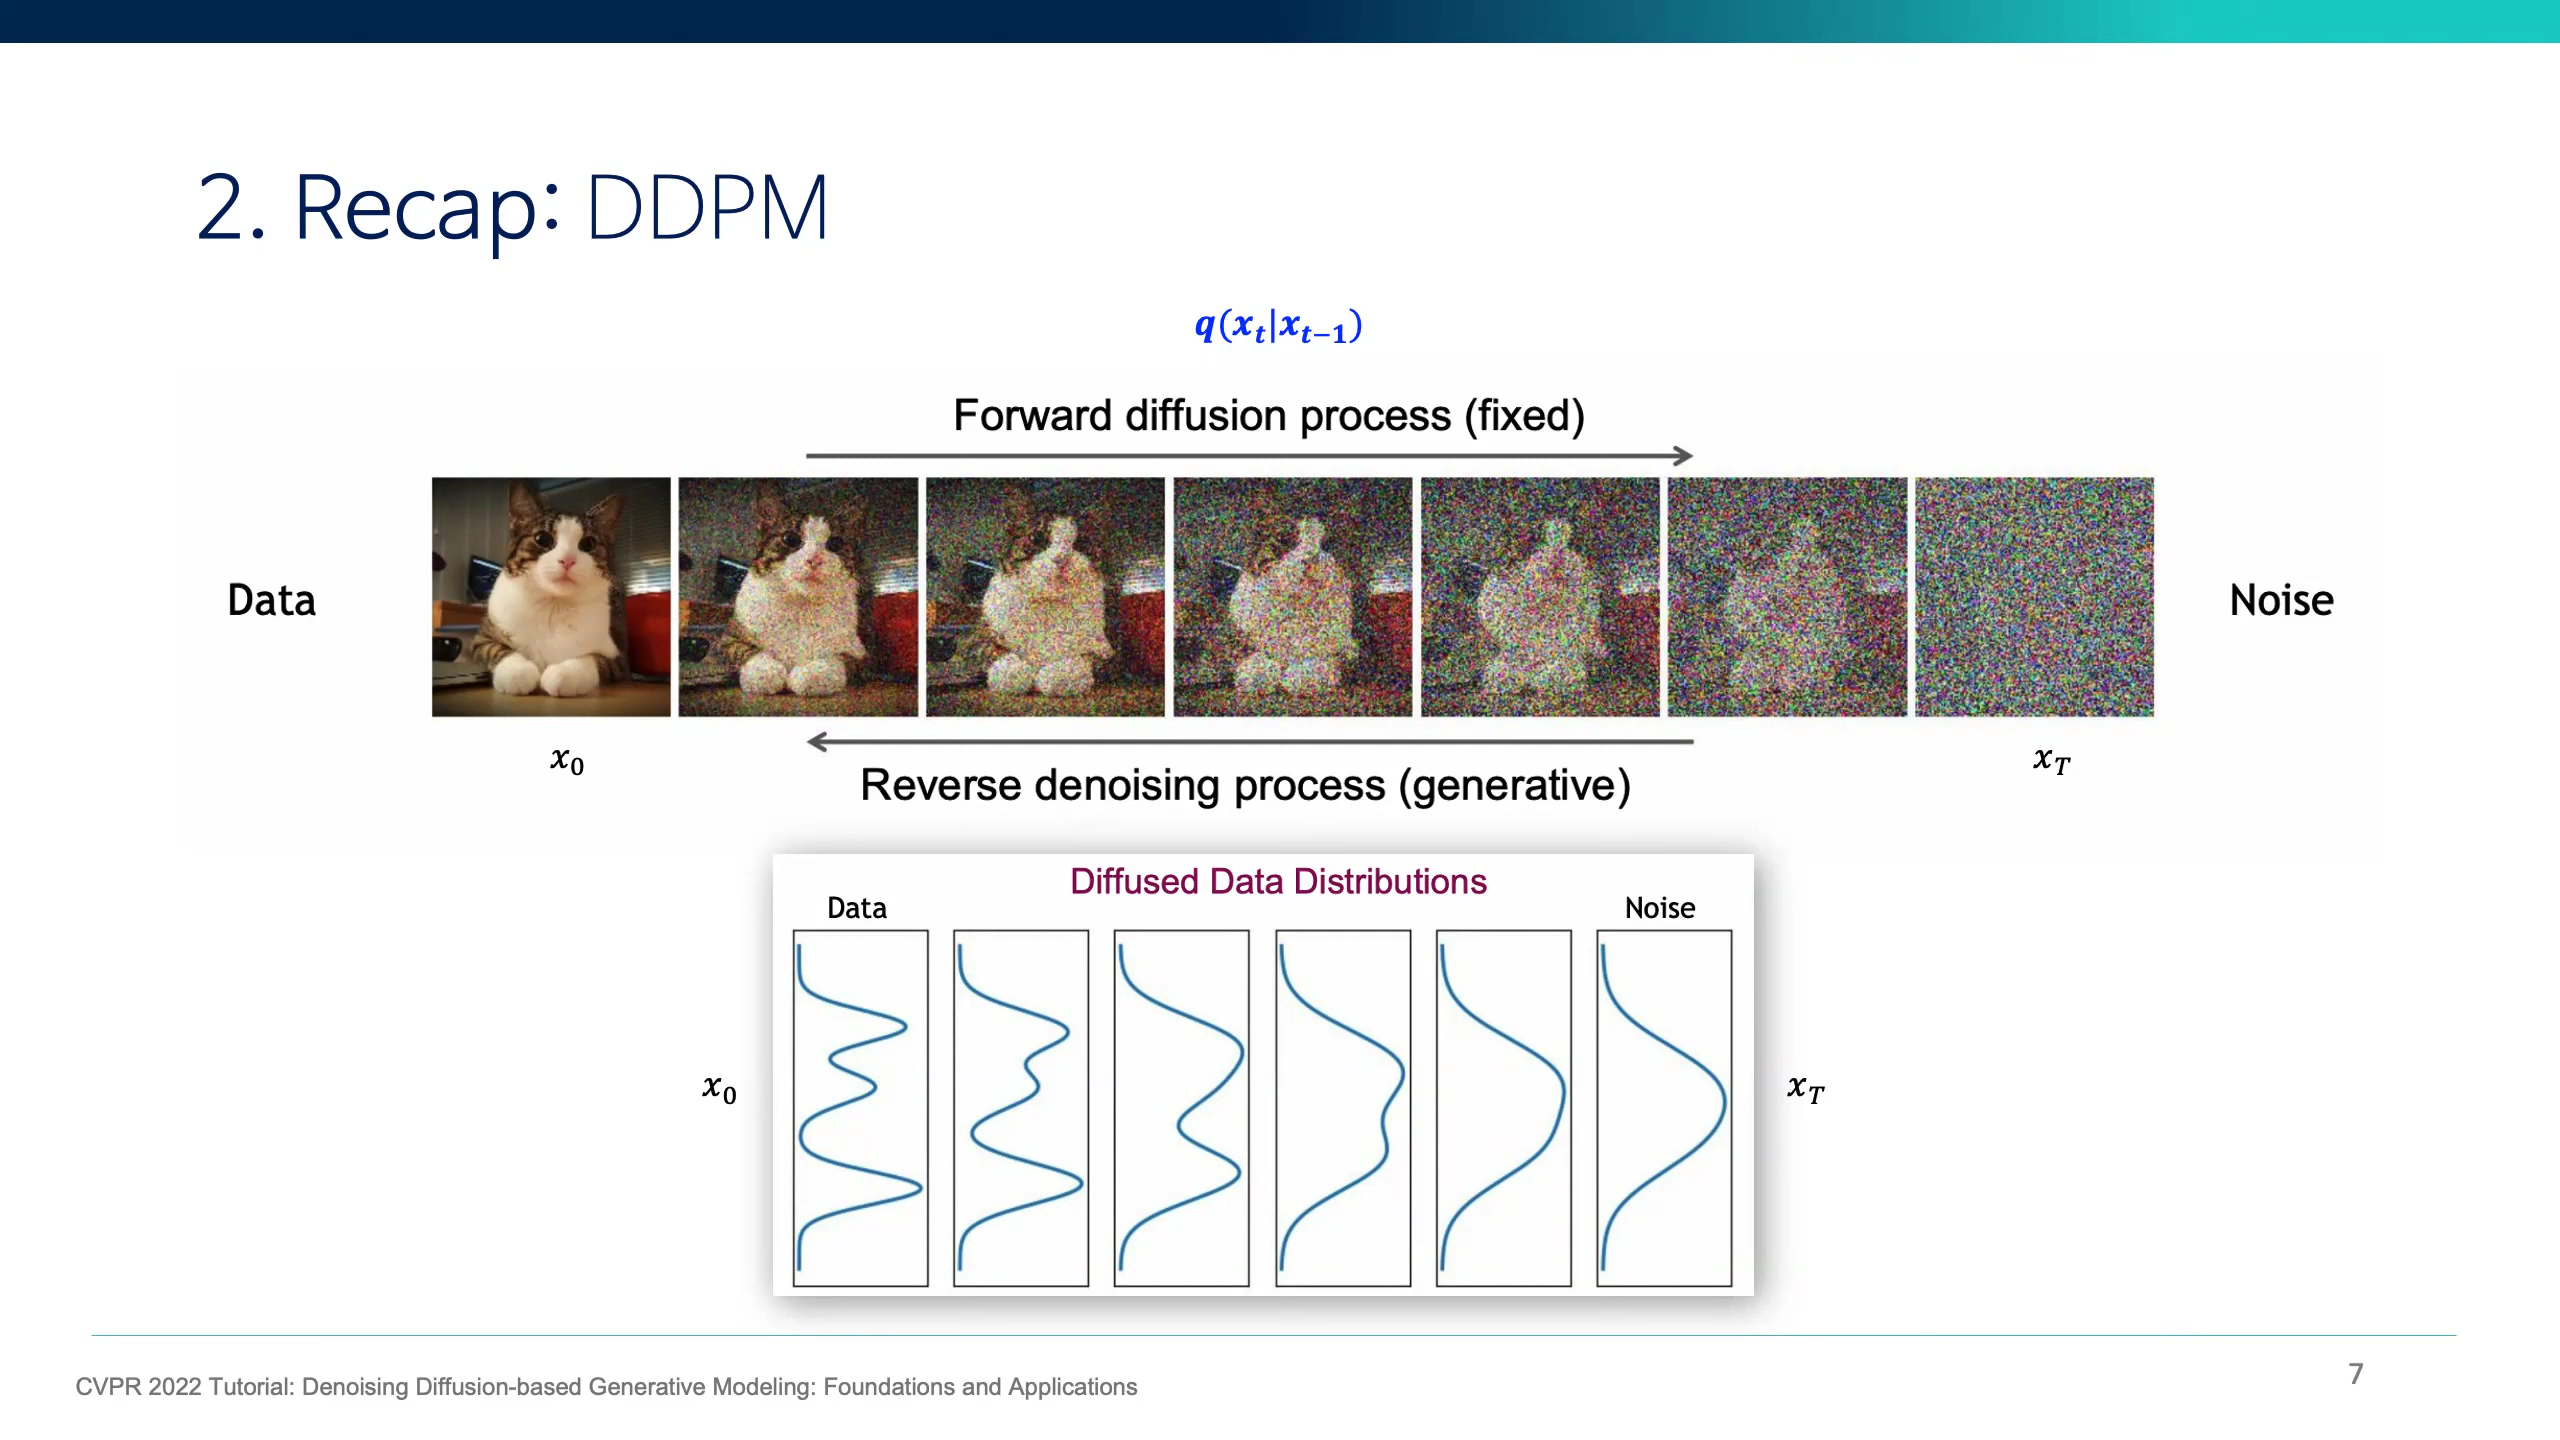 2. Recap: DDPM
q(x_t|x_{t−1})
Forward diffusion process (fixed)
Data
Noise
x_0
x_T
Reverse denoising process (generative)
Diffused Data Distributions
Data
Noise
x_0
x_T
CVPR 2022 Tutorial: Denoising Diffusion-based Generative Modeling: Foundations and Applications
7